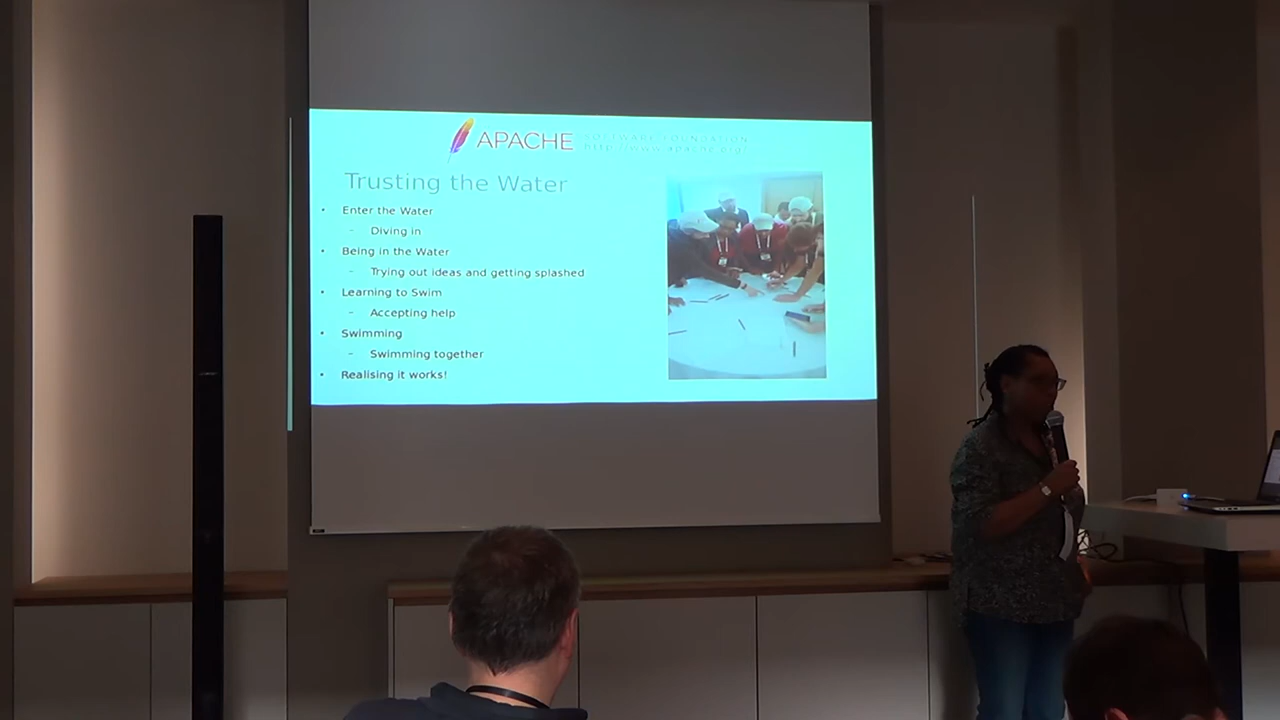 APACHE
SOFTWARE FOUNDATION
http://www.apache.org/
Trusting the Water
• Enter the Water
– Diving in
• Being in the Water
– Trying out ideas and getting splashed
• Learning to Swim
– Accepting help
• Swimming
– Swimming together
• Realising it works!